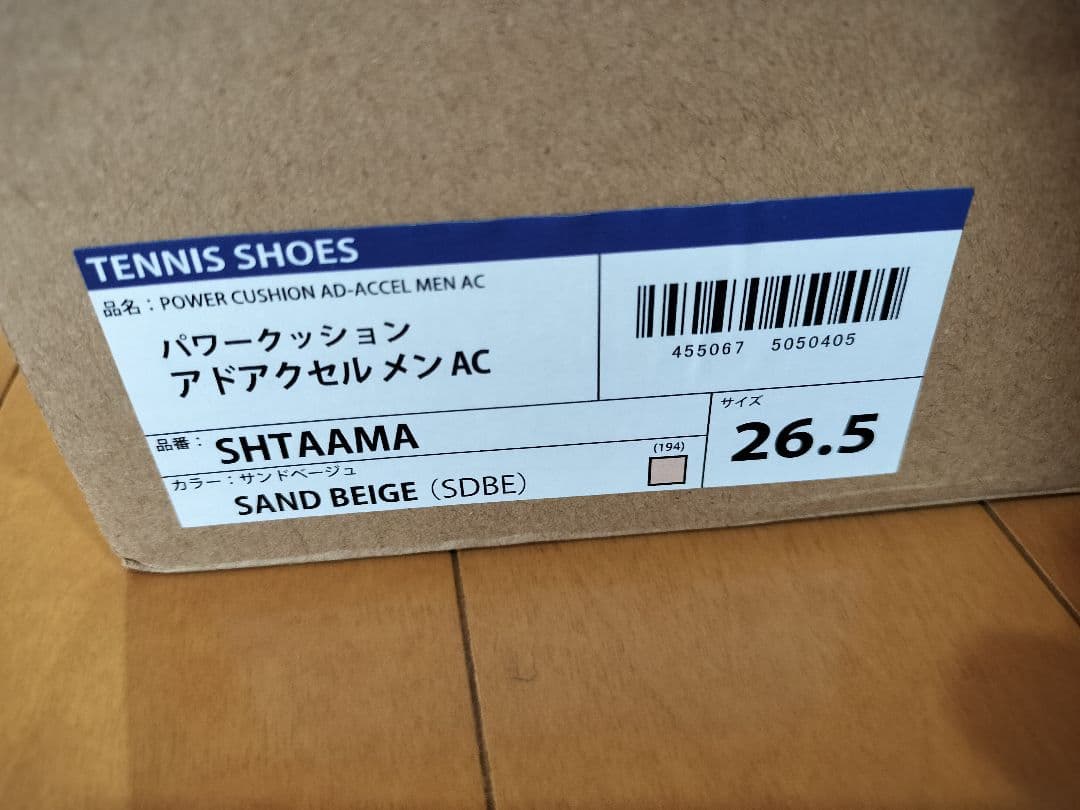 TENNIS SHOES
品名：POWER CUSHION AD-ACCEL MEN AC
パワークッション
アドアクセル メン AC
455067 5050405
品番：SHTAAMA
サイズ
26.5
カラー：サンドベージュ
SAND BEIGE（SDBE）
(194)